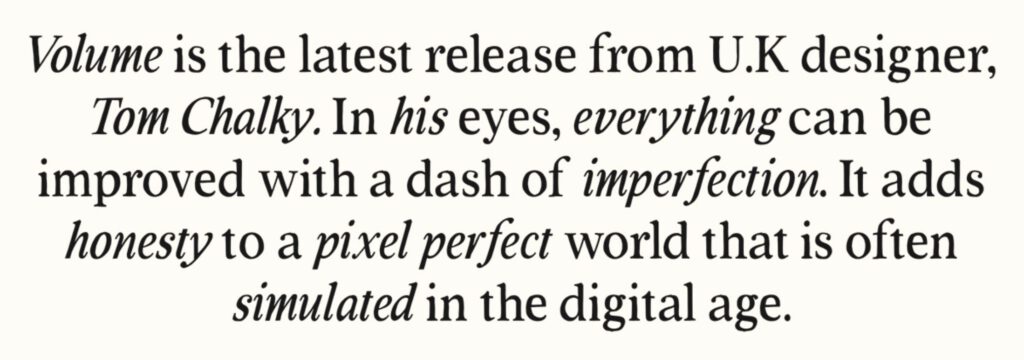 Volume is the latest release from U.K designer,
Tom Chalky. In his eyes, everything can be
improved with a dash of imperfection. It adds
honesty to a pixel perfect world that is often
simulated in the digital age.